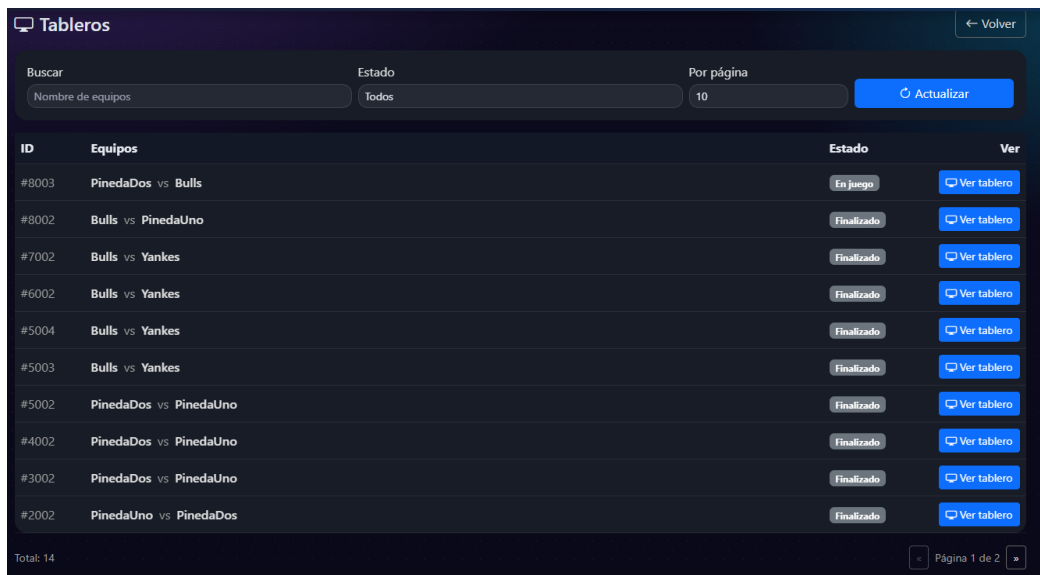 Tableros
← Volver
Buscar Estado Por página
Nombre de equipos Todos 10 Actualizar
ID Equipos Estado Ver
#8003 PinedaDos vs Bulls En juego Ver tablero
#8002 Bulls vs PinedaUno Finalizado Ver tablero
#7002 Bulls vs Yankes Finalizado Ver tablero
#6002 Bulls vs Yankes Finalizado Ver tablero
#5004 Bulls vs Yankes Finalizado Ver tablero
#5003 Bulls vs Yankes Finalizado Ver tablero
#5002 PinedaDos vs PinedaUno Finalizado Ver tablero
#4002 PinedaDos vs PinedaUno Finalizado Ver tablero
#3002 PinedaDos vs PinedaUno Finalizado Ver tablero
#2002 PinedaUno vs PinedaDos Finalizado Ver tablero
Total: 14 « Página 1 de 2 »